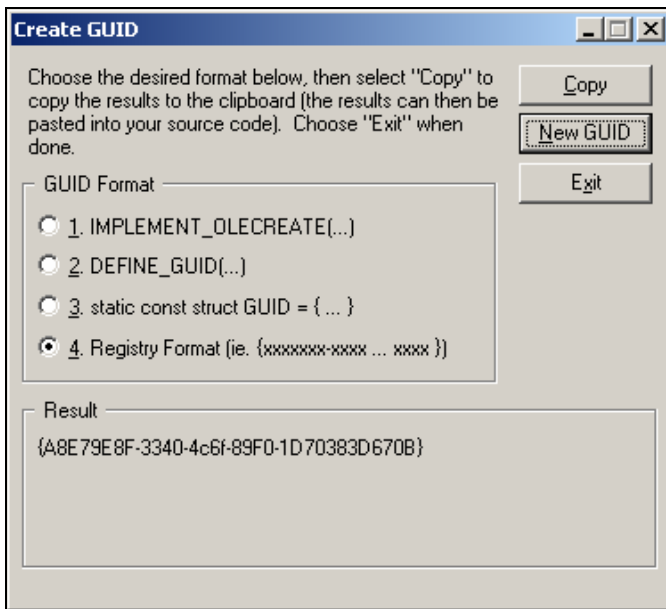 Create GUID
Choose the desired format below, then select "Copy" to
copy the results to the clipboard (the results can then be
pasted into your source code).  Choose "Exit" when
done.
Copy
New GUID
Exit
GUID Format
1. IMPLEMENT_OLECREATE(...)
2. DEFINE_GUID(...)
3. static const struct GUID = { ... }
4. Registry Format (ie. {xxxxxxx-xxxx ... xxxx })
Result
{A8E79E8F-3340-4c6f-89F0-1D70383D670B}